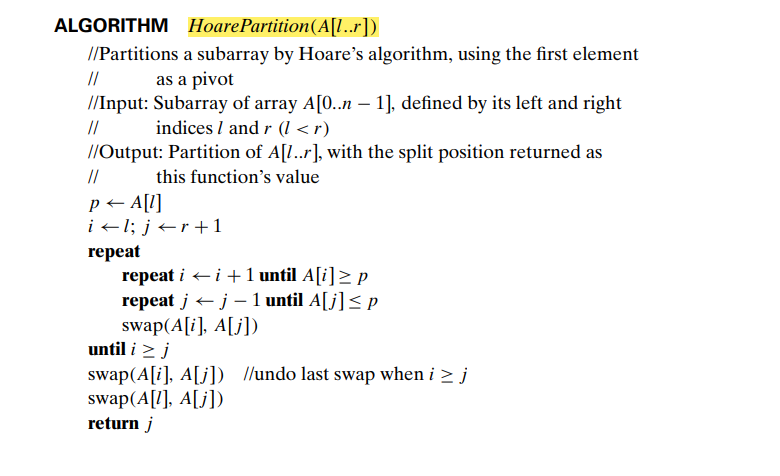 ALGORITHM HoarePartition(A[l..r])
//Partitions a subarray by Hoare’s algorithm, using the first element
// as a pivot
//Input: Subarray of array A[0..n − 1], defined by its left and right
// indices l and r (l < r)
//Output: Partition of A[l..r], with the split position returned as
// this function’s value
p ← A[l]
i ← l; j ← r + 1
repeat
repeat i ← i + 1 until A[i] ≥ p
repeat j ← j − 1 until A[j] ≤ p
swap(A[i], A[j])
until i ≥ j
swap(A[i], A[j]) //undo last swap when i ≥ j
swap(A[l], A[j])
return j